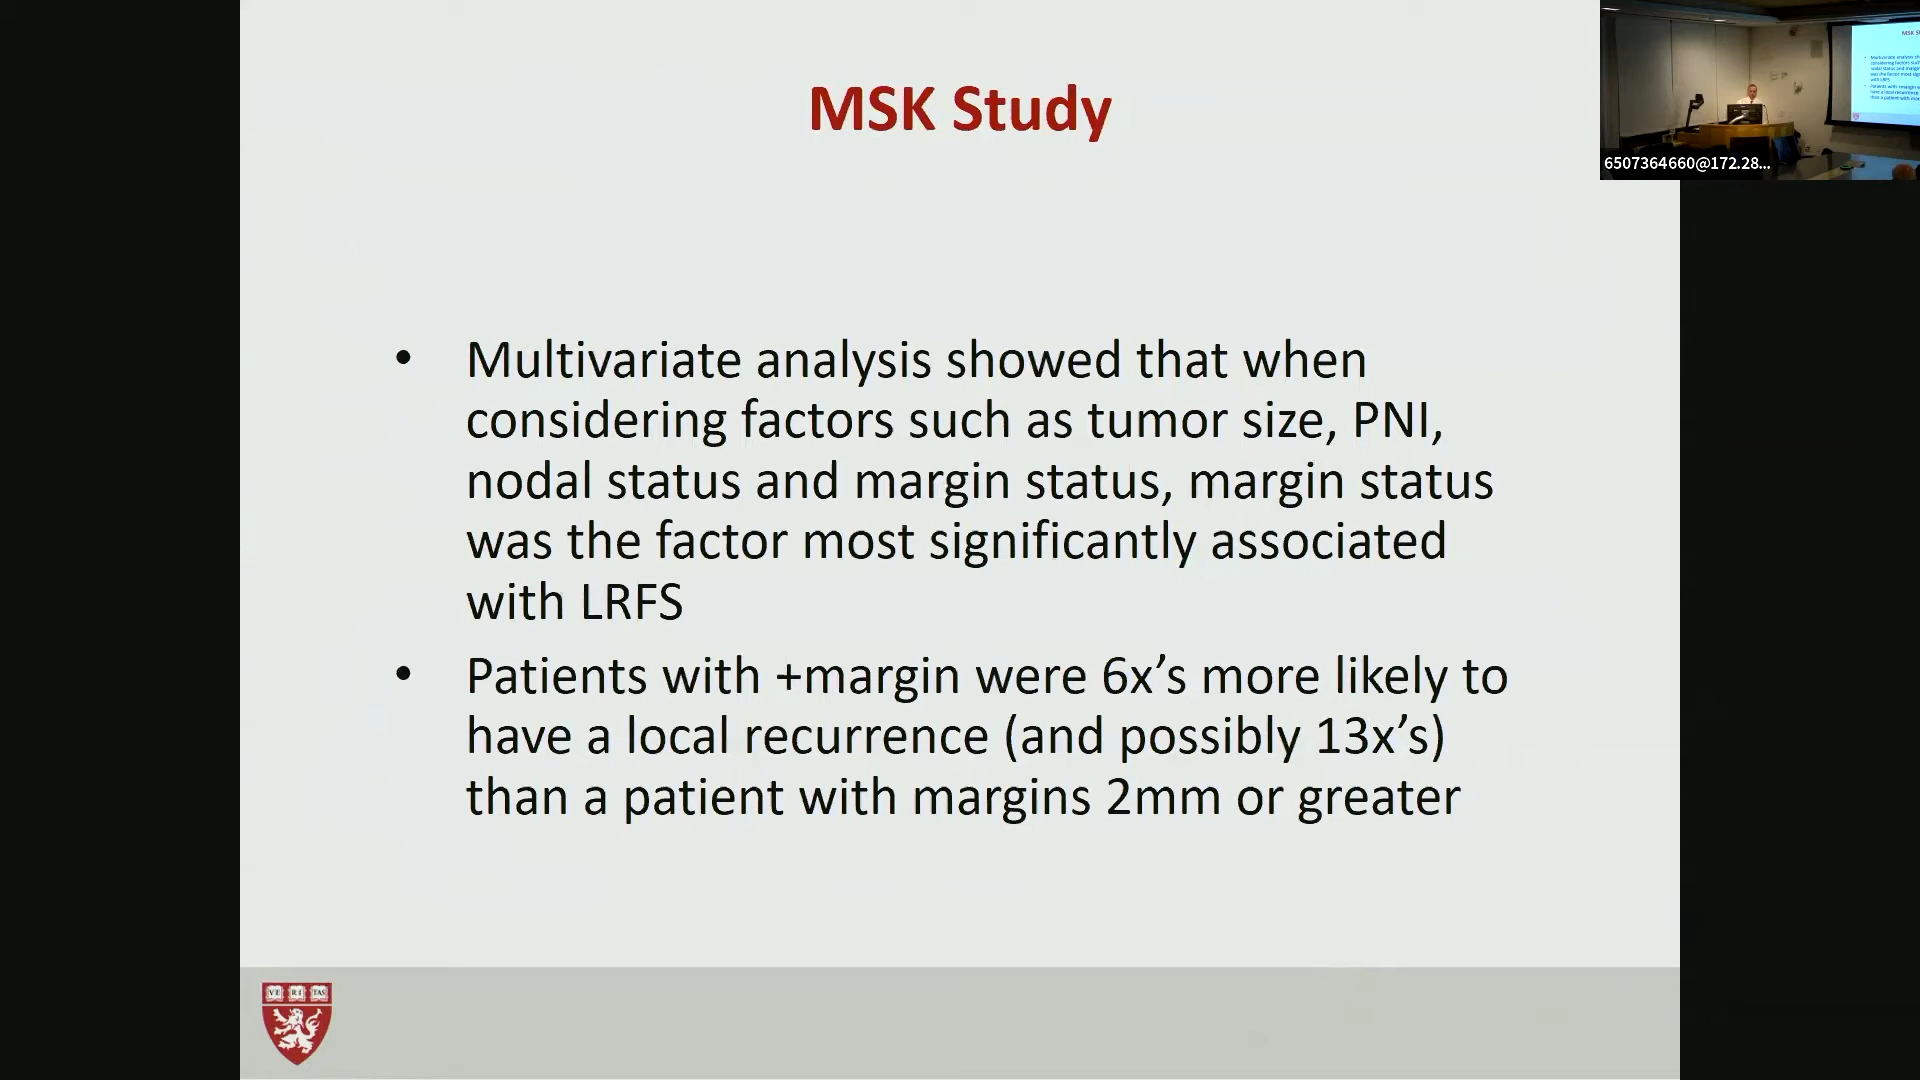 MSK Study
• Multivariate analysis showed that when
considering factors such as tumor size, PNI,
nodal status and margin status, margin status
was the factor most significantly associated
with LRFS
• Patients with +margin were 6x’s more likely to
have a local recurrence (and possibly 13x’s)
than a patient with margins 2mm or greater
VE RI TAS
6507364660@172.28...